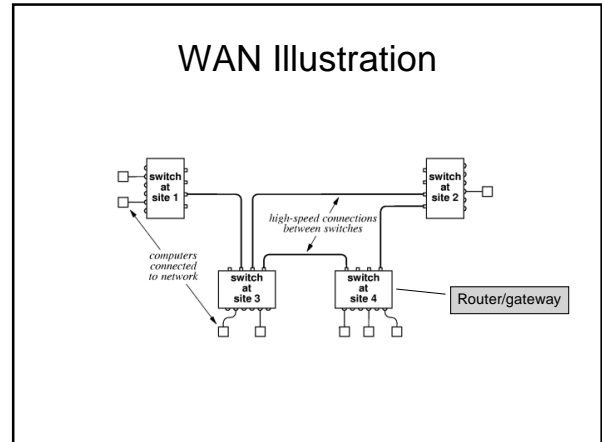 WAN Illustration
switch
at
site 1
switch
at
site 2
high-speed connections
between switches
computers
connected
to network
switch
at
site 3
switch
at
site 4
Router/gateway